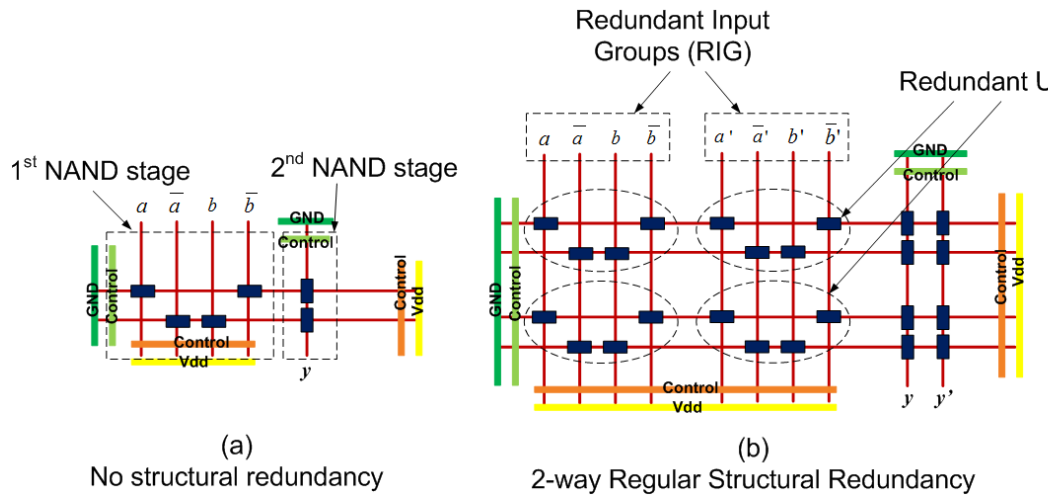 Redundant Input
Groups (RIG)
Redundant U
1st NAND stage
2nd NAND stage
a a̅ b b̅
GND
Control
GND
Control
Control
Vdd
Control
Vdd
y
(a)
No structural redundancy
a a̅ b b̅ a' a̅' b' b̅'
GND
Control
GND
Control
Control
Vdd
Control
Vdd
y y'
(b)
2-way Regular Structural Redundancy